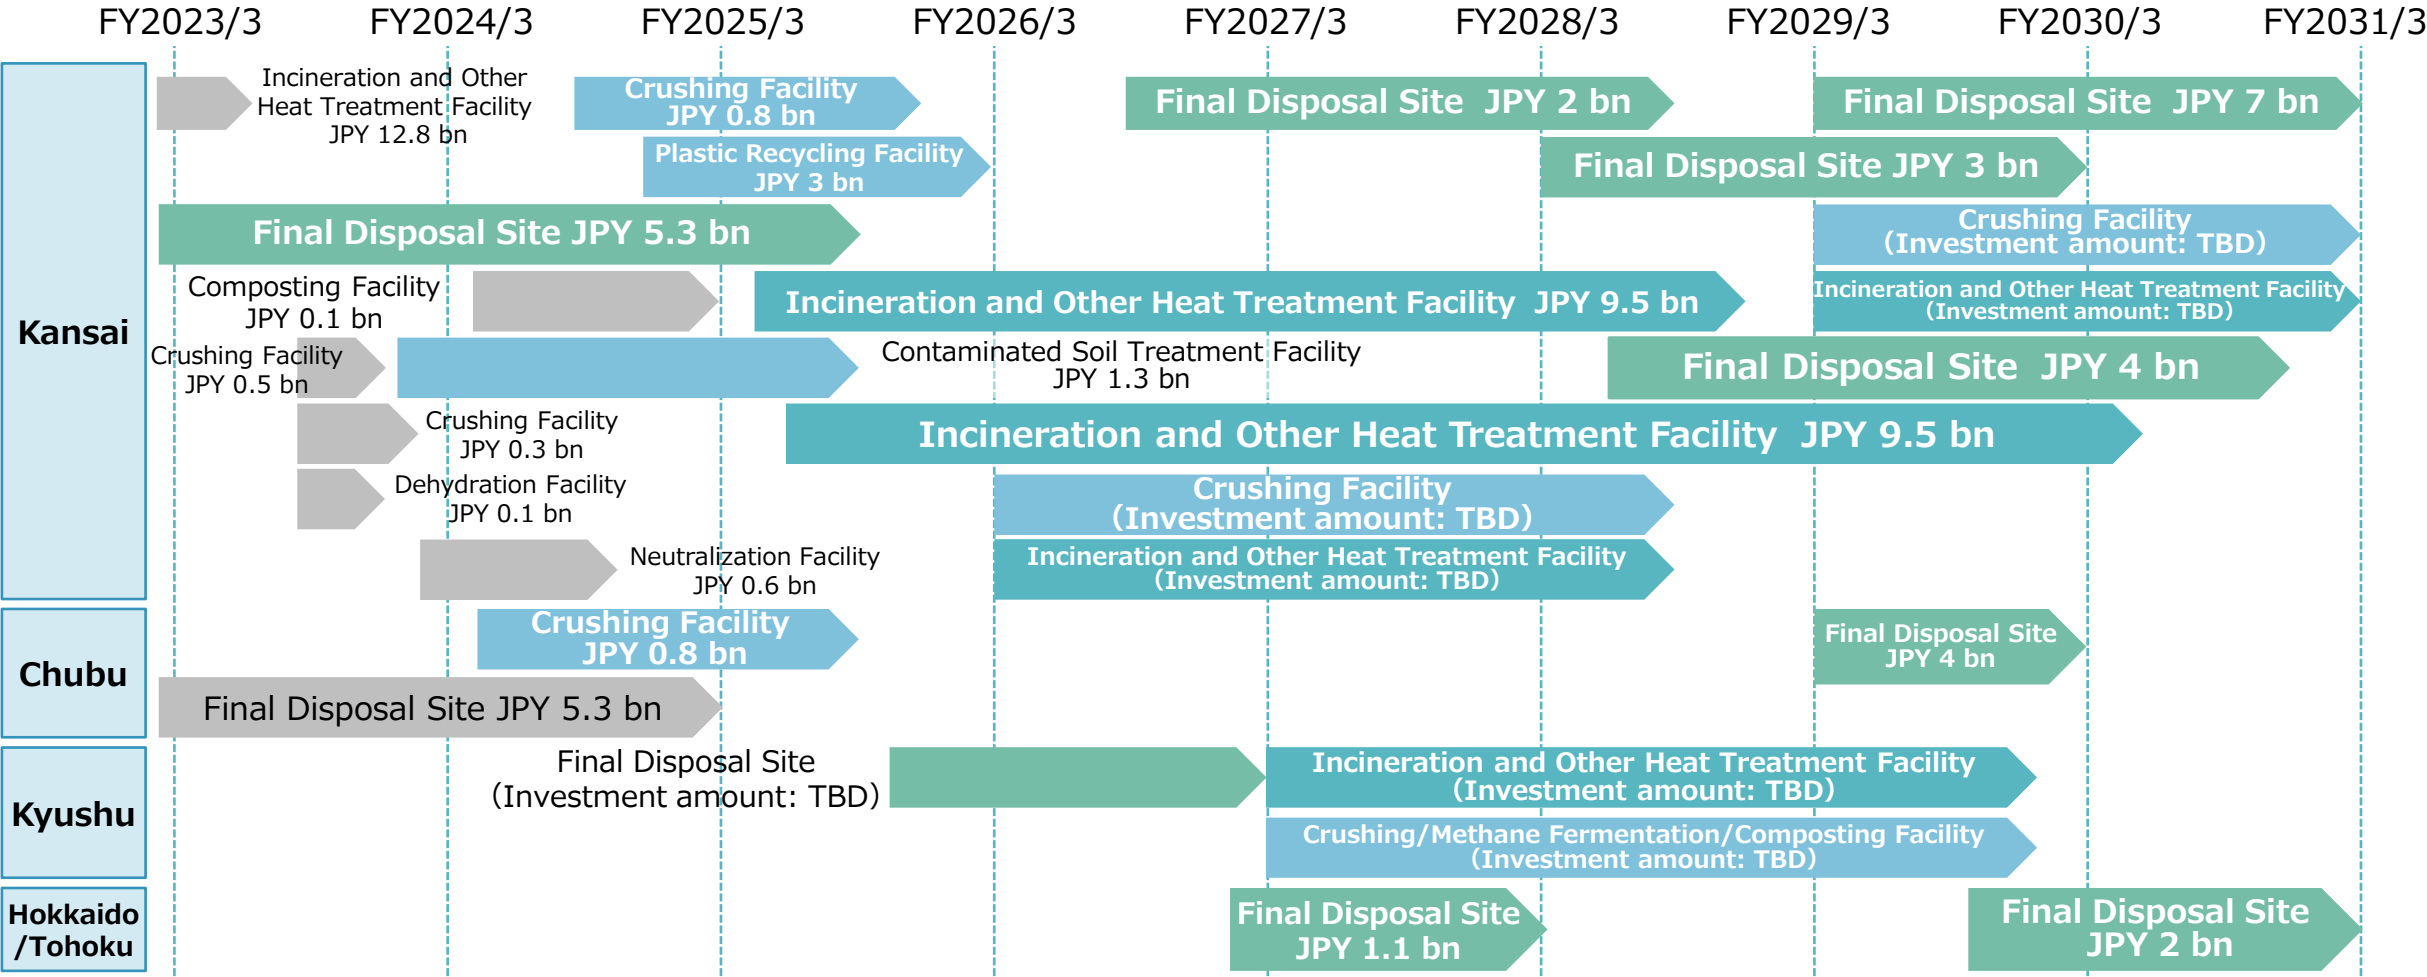 FY2023/3 FY2024/3 FY2025/3 FY2026/3 FY2027/3 FY2028/3 FY2029/3 FY2030/3 FY2031/3
Kansai
Incineration and Other
Heat Treatment Facility
JPY 12.8 bn
Crushing Facility
JPY 0.8 bn
Final Disposal Site JPY 2 bn
Final Disposal Site JPY 7 bn
Plastic Recycling Facility
JPY 3 bn
Final Disposal Site JPY 3 bn
Final Disposal Site JPY 5.3 bn
Crushing Facility
(Investment amount: TBD)
Composting Facility
JPY 0.1 bn
Incineration and Other Heat Treatment Facility JPY 9.5 bn
Incineration and Other Heat Treatment Facility
(Investment amount: TBD)
Crushing Facility
JPY 0.5 bn
Contaminated Soil Treatment Facility
JPY 1.3 bn
Final Disposal Site JPY 4 bn
Crushing Facility
JPY 0.3 bn
Incineration and Other Heat Treatment Facility JPY 9.5 bn
Dehydration Facility
JPY 0.1 bn
Crushing Facility
(Investment amount: TBD)
Neutralization Facility
JPY 0.6 bn
Incineration and Other Heat Treatment Facility
(Investment amount: TBD)
Chubu
Crushing Facility
JPY 0.8 bn
Final Disposal Site
JPY 4 bn
Final Disposal Site JPY 5.3 bn
Kyushu
Final Disposal Site
(Investment amount: TBD)
Incineration and Other Heat Treatment Facility
(Investment amount: TBD)
Crushing/Methane Fermentation/Composting Facility
(Investment amount: TBD)
Hokkaido
/Tohoku
Final Disposal Site
JPY 1.1 bn
Final Disposal Site
JPY 2 bn